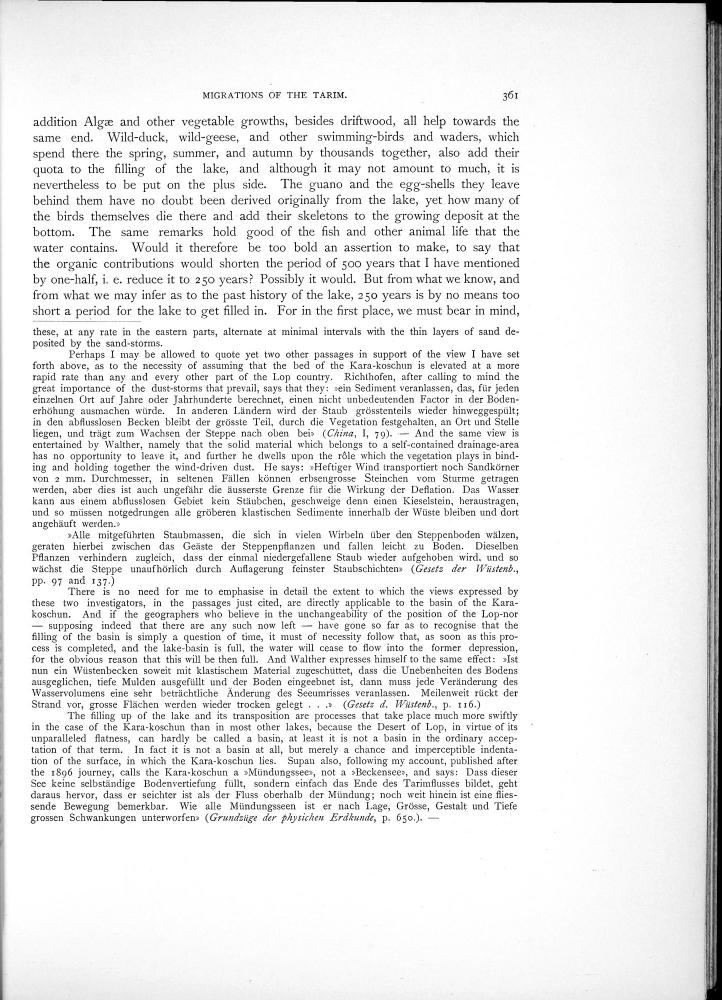 MIGRATIONS OF THE TARIM.
361
addition Algæ and other vegetable growths, besides driftwood, all help towards the
same end. Wild-duck, wild-geese, and other swimming-birds and waders, which
spend there the spring, summer, and autumn by thousands together, also add their
quota to the filling of the lake, and although it may not amount to much, it is
nevertheless to be put on the plus side. The guano and the egg-shells they leave
behind them have no doubt been derived originally from the lake, yet how many of
the birds themselves die there and add their skeletons to the growing deposit at the
bottom. The same remarks hold good of the fish and other animal life that the
water contains. Would it therefore be too bold an assertion to make, to say that
the organic contributions would shorten the period of 500 years that I have mentioned
by one-half, i. e. reduce it to 250 years? Possibly it would. But from what we know, and
from what we may infer as to the past history of the lake, 250 years is by no means too
short a period for the lake to get filled in. For in the first place, we must bear in mind,
these, at any rate in the eastern parts, alternate at minimal intervals with the thin layers of sand de-
posited by the sand-storms.
Perhaps I may be allowed to quote yet two other passages in support of the view I have set
forth above, as to the necessity of assuming that the bed of the Kara-koschun is elevated at a more
rapid rate than any and every other part of the Lop country. Richthofen, after calling to mind the
great importance of the dust-storms that prevail, says that they: »ein Sediment veranlassen, das, für jeden
einzelnen Ort auf Jahre oder Jahrhunderte berechnet, einen nicht unbedeutenden Factor in der Boden-
erhöhung ausmachen würde. In anderen Ländern wird der Staub grösstenteils wieder hinweggespült;
in den abflusslosen Becken bleibt der grösste Teil, durch die Vegetation festgehalten, an Ort und Stelle
liegen, und trägt zum Wachsen der Steppe nach oben bei» (China, I, 79). — And the same view is
entertained by Walther, namely that the solid material which belongs to a self-contained drainage-area
has no opportunity to leave it, and further he dwells upon the rôle which the vegetation plays in bind-
ing and holding together the wind-driven dust. He says: »Heftiger Wind transportiert noch Sandkörner
von 2 mm. Durchmesser, in seltenen Fällen können erbsengrosse Steinchen vom Sturme getragen
werden, aber dies ist auch ungefähr die äusserste Grenze für die Wirkung der Deflation. Das Wasser
kann aus einem abflusslosen Gebiet kein Stäubchen, geschweige denn einen Kieselstein, heraustragen,
und so müssen notgedrungen alle gröberen klastischen Sedimente innerhalb der Wüste bleiben und dort
angehäuft werden.»
»Alle mitgeführten Staubmassen, die sich in vielen Wirbeln über den Steppenboden wälzen,
geraten hierbei zwischen das Geäste der Steppenpflanzen und fallen leicht zu Boden. Dieselben
Pflanzen verhindern zugleich, dass der einmal niedergefallene Staub wieder aufgehoben wird, und so
wächst die Steppe unaufhörlich durch Auflagerung feinster Staubschichten» (Gesetz der Wüstenb.,
pp. 97 and 137.)
There is no need for me to emphasise in detail the extent to which the views expressed by
these two investigators, in the passages just cited, are directly applicable to the basin of the Kara-
koschun. And if the geographers who believe in the unchangeability of the position of the Lop-nor
— supposing indeed that there are any such now left — have gone so far as to recognise that the
filling of the basin is simply a question of time, it must of necessity follow that, as soon as this pro-
cess is completed, and the lake-basin is full, the water will cease to flow into the former depression,
for the obvious reason that this will be then full. And Walther expresses himself to the same effect: »Ist
nun ein Wüstenbecken soweit mit klastischem Material zugeschüttet, dass die Unebenheiten des Bodens
ausgeglichen, tiefe Mulden ausgefüllt und der Boden eingeebnet ist, dann muss jede Veränderung des
Wasservolumens eine sehr beträchtliche Änderung des Seeumrisses veranlassen. Meilenweit rückt der
Strand vor, grosse Flächen werden wieder trocken gelegt . . .» (Gesetz d. Wüstenb., p. 116.)
The filling up of the lake and its transposition are processes that take place much more swiftly
in the case of the Kara-koschun than in most other lakes, because the Desert of Lop, in virtue of its
unparalleled flatness, can hardly be called a basin, at least it is not a basin in the ordinary accep-
tation of that term. In fact it is not a basin at all, but merely a chance and imperceptible indenta-
tion of the surface, in which the Kara-koschun lies. Supan also, following my account, published after
the 1896 journey, calls the Kara-koschun a »Mündungssee», not a »Beckensee», and says: Dass dieser
See keine selbständige Bodenvertiefung füllt, sondern einfach das Ende des Tarimflusses bildet, geht
daraus hervor, dass er seichter ist als der Fluss oberhalb der Mündung; noch weit hinein ist eine flies-
sende Bewegung bemerkbar. Wie alle Mündungsseen ist er nach Lage, Grösse, Gestalt und Tiefe
grossen Schwankungen unterworfen» (Grundzüge der physichen Erdkunde, p. 650.). —